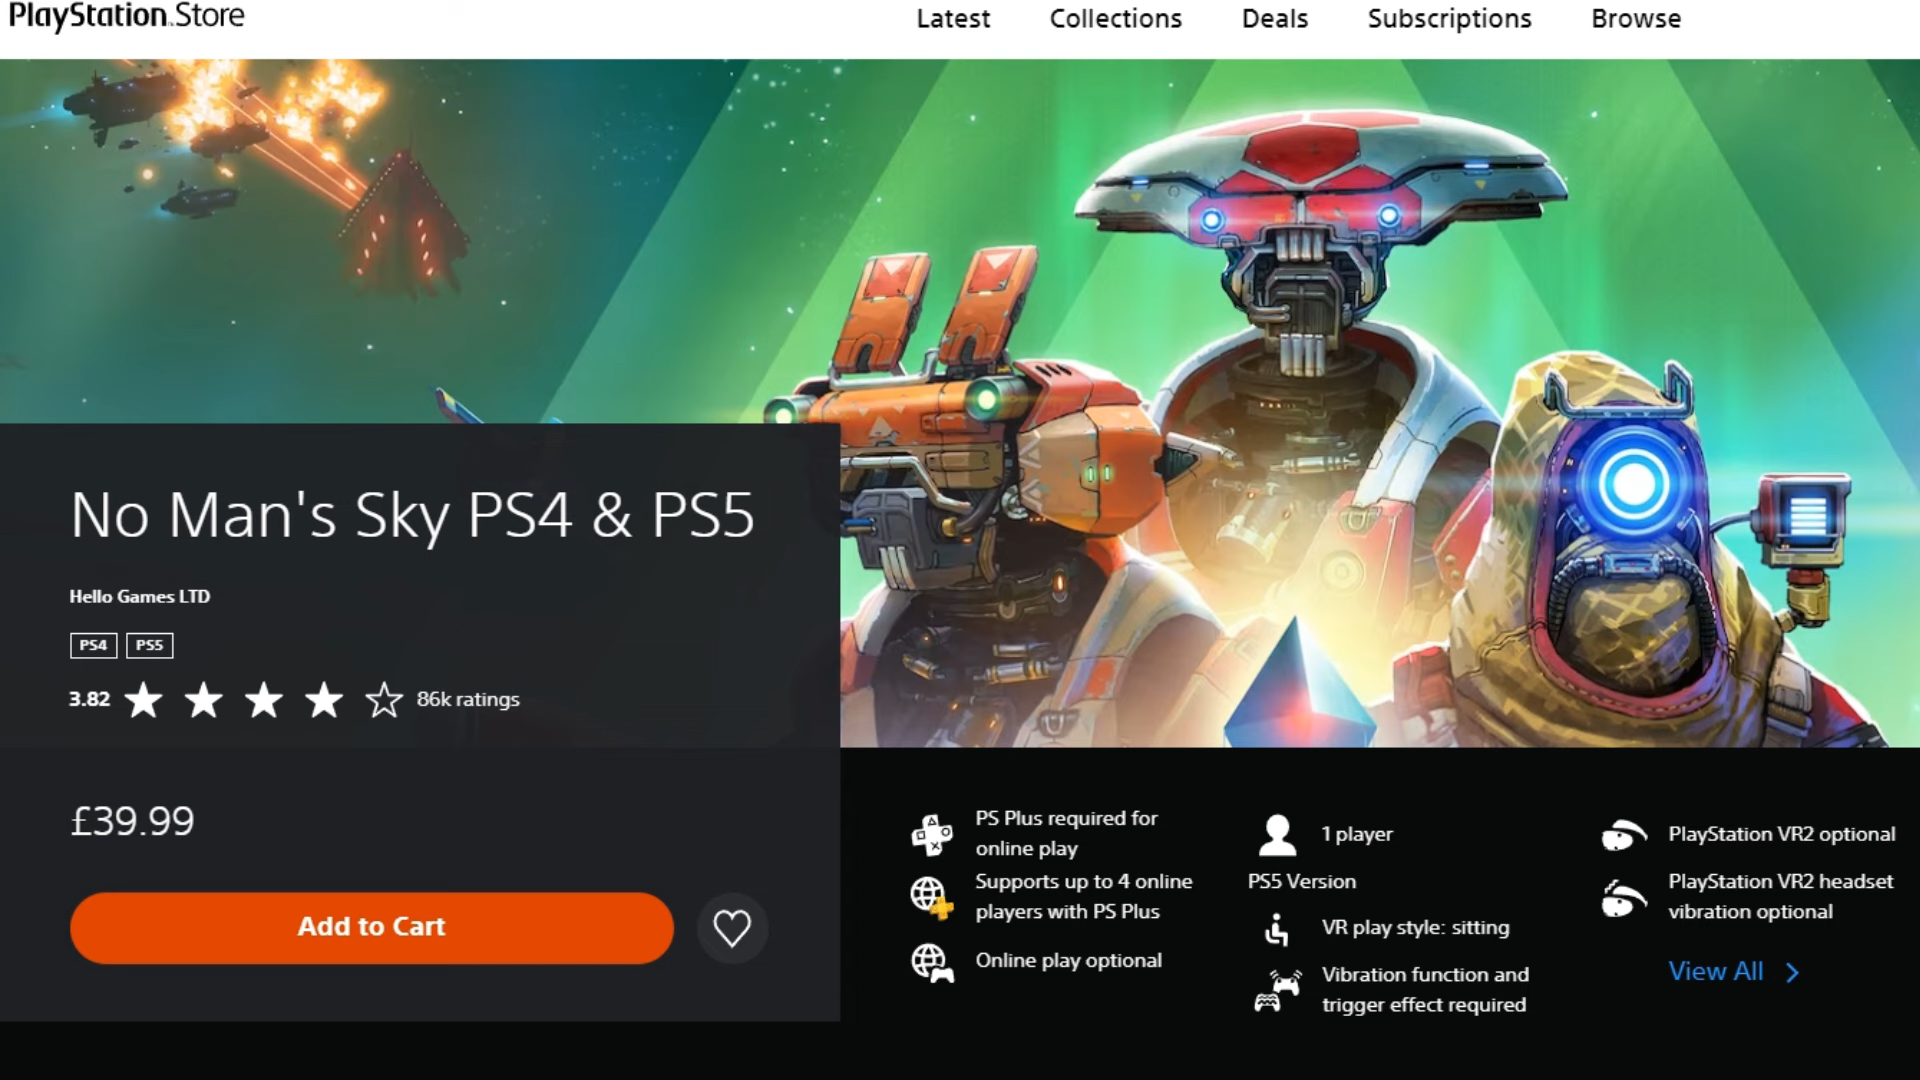 PlayStation.Store
Latest
Collections
Deals
Subscriptions
Browse
No Man's Sky PS4 & PS5
Hello Games LTD
PS4
PS5
3.82
86k ratings
£39.99
Add to Cart
PS Plus required for
online play
Supports up to 4 online
players with PS Plus
Online play optional
1 player
PS5 Version
VR play style: sitting
Vibration function and
trigger effect required
PlayStation VR2 optional
PlayStation VR2 headset
vibration optional
View All